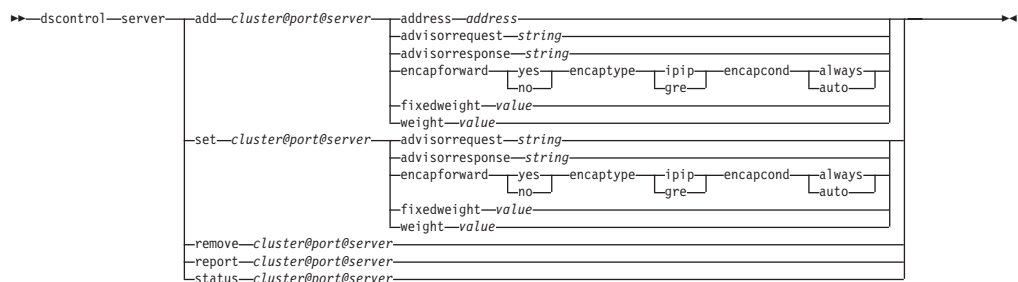 dscontrol server add cluster@port@server address address
advisorrequest string
advisorresponse string
encapforward yes encaptype ipip encapcond always
no gre auto
fixedweight value
weight value
set cluster@port@server advisorrequest string
advisorresponse string
encapforward yes encaptype ipip encapcond always
no gre auto
fixedweight value
weight value
remove cluster@port@server
report cluster@port@server
status cluster@port@server